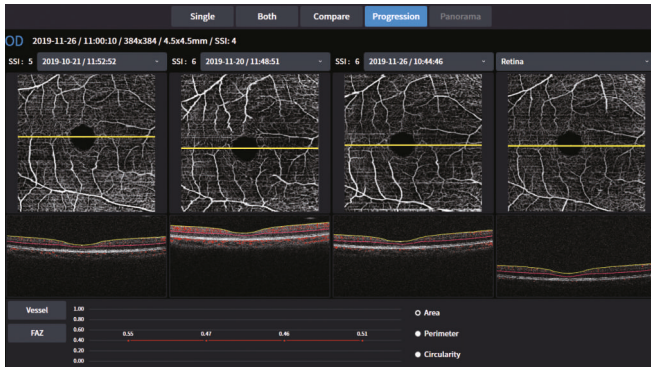 Single Both Compare Progression Panorama
OD 2019-11-26 / 11:00:10 / 384x384 / 4.5x4.5mm / SSI: 4
SSI : 5 2019-10-21 / 11:52:52 SSI : 6 2019-11-20 / 11:48:51 SSI : 6 2019-11-26 / 10:44:46 Retina
Vessel
FAZ
1.00
0.80
0.60
0.40
0.20
0.00
0.55 0.47 0.46 0.51
Area
Perimeter
Circularity